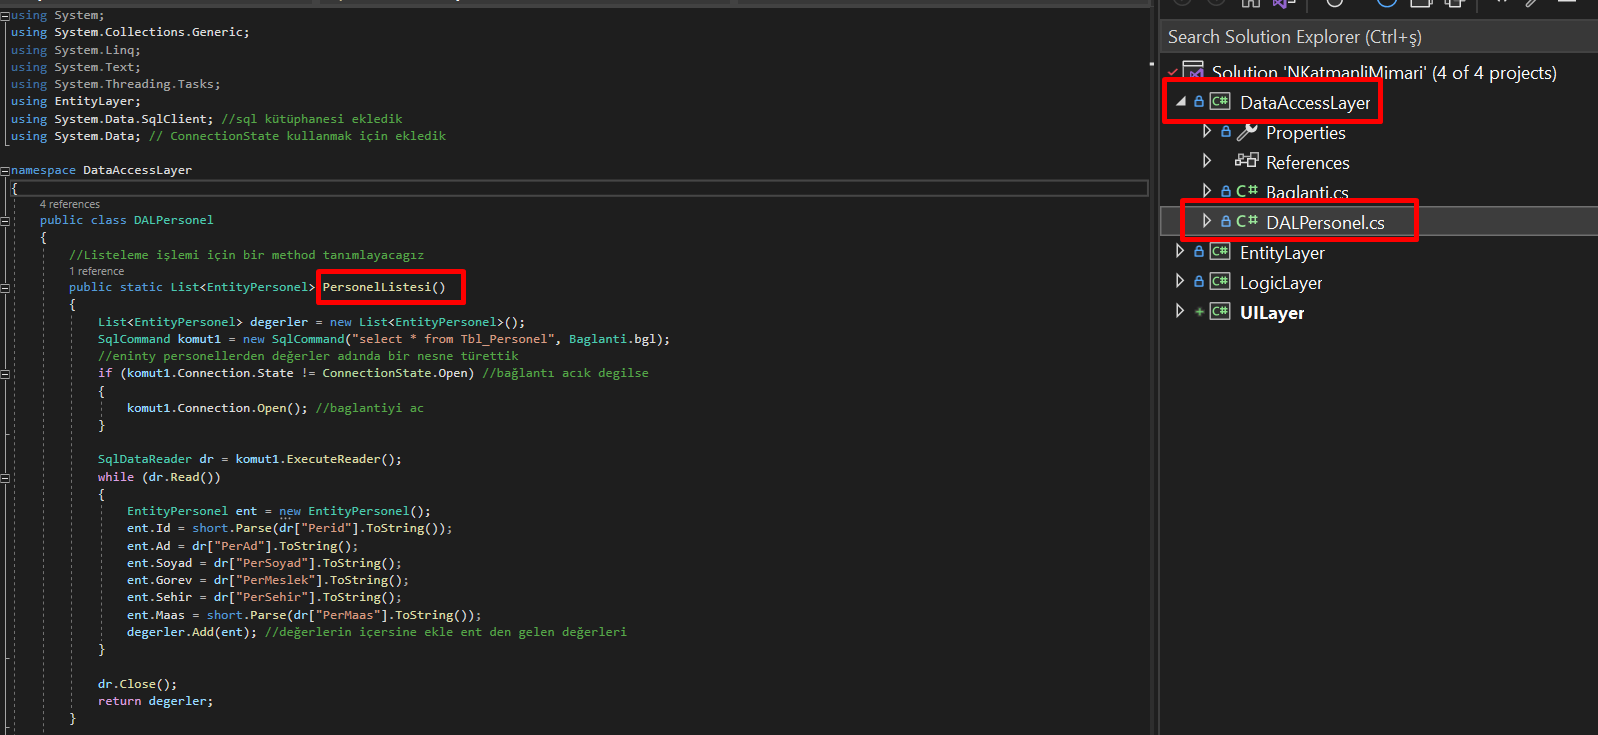 using System;
using System.Collections.Generic;
using System.Linq;
using System.Text;
using System.Threading.Tasks;
using EntityLayer;
using System.Data.SqlClient; //sql kütüphanesi ekledik
using System.Data; // ConnectionState kullanmak için ekledik
namespace DataAccessLayer
{
4 references
public class DALPersonel
{
//Listeleme işlemi için bir method tanımlayacagız
1 reference
public static List<EntityPersonel> PersonelListesi()
{
List<EntityPersonel> degerler = new List<EntityPersonel>();
SqlCommand komut1 = new SqlCommand("select * from Tbl_Personel", Baglanti.bgl);
//eninty personellerden değerler adında bir nesne türettik
if (komut1.Connection.State != ConnectionState.Open) //bağlantı acık degilse
{
komut1.Connection.Open(); //baglantiyi ac
}
SqlDataReader dr = komut1.ExecuteReader();
while (dr.Read())
{
EntityPersonel ent = new EntityPersonel();
ent.Id = short.Parse(dr["Perid"].ToString());
ent.Ad = dr["PerAd"].ToString();
ent.Soyad = dr["PerSoyad"].ToString();
ent.Gorev = dr["PerMeslek"].ToString();
ent.Sehir = dr["PerSehir"].ToString();
ent.Maas = short.Parse(dr["PerMaas"].ToString());
degerler.Add(ent); //değerlerin içersine ekle ent den gelen değerleri
}
dr.Close();
return degerler;
}
Search Solution Explorer (Ctrl+ş)
Solution 'NKatmanliMimari' (4 of 4 projects)
C# DataAccessLayer
Properties
References
C# Baglanti.cs
C# DALPersonel.cs
C# EntityLayer
C# LogicLayer
C# UILayer